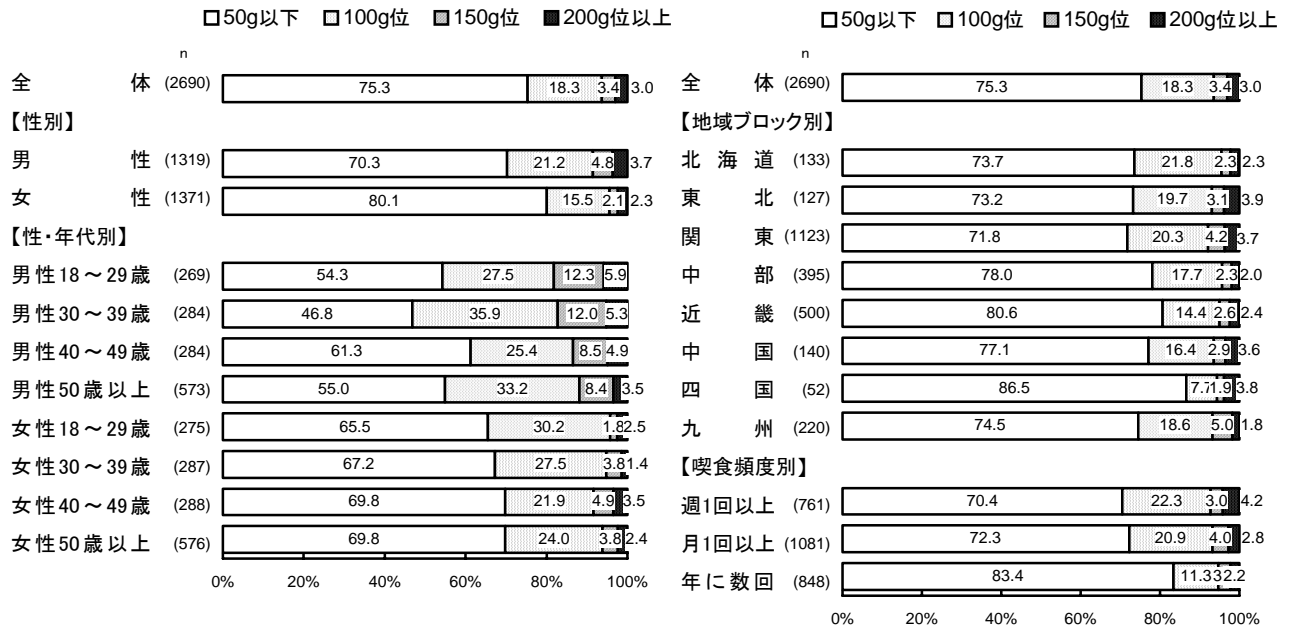 □50g以下 □100g位 ■150g位 ■200g位以上
n
全体 (2690) 75.3 18.3 3.4 3.0
【性別】
男性 (1319) 70.3 21.2 4.8 3.7
女性 (1371) 80.1 15.5 2.1 2.3
【性・年代別】
男性18～29歳 (269) 54.3 27.5 12.3 5.9
男性30～39歳 (284) 46.8 35.9 12.0 5.3
男性40～49歳 (284) 61.3 25.4 8.5 4.9
男性50歳以上 (573) 55.0 33.2 8.4 3.5
女性18～29歳 (275) 65.5 30.2 1.8 2.5
女性30～39歳 (287) 67.2 27.5 3.8 1.4
女性40～49歳 (288) 69.8 21.9 4.9 3.5
女性50歳以上 (576) 69.8 24.0 3.8 2.4
0% 20% 40% 60% 80% 100%
□50g以下 □100g位 ■150g位 ■200g位以上
n
全体 (2690) 75.3 18.3 3.4 3.0
【地域ブロック別】
北海道 (133) 73.7 21.8 2.3 2.3
東北 (127) 73.2 19.7 3.1 3.9
関東 (1123) 71.8 20.3 4.2 3.7
中部 (395) 78.0 17.7 2.3 2.0
近畿 (500) 80.6 14.4 2.6 2.4
中国 (140) 77.1 16.4 2.9 3.6
四国 (52) 86.5 7.7 1.9 3.8
九州 (220) 74.5 18.6 5.0 1.8
【喫食頻度別】
週1回以上 (761) 70.4 22.3 3.0 4.2
月1回以上 (1081) 72.3 20.9 4.0 2.8
年に数回 (848) 83.4 11.3 2.2
0% 20% 40% 60% 80% 100%